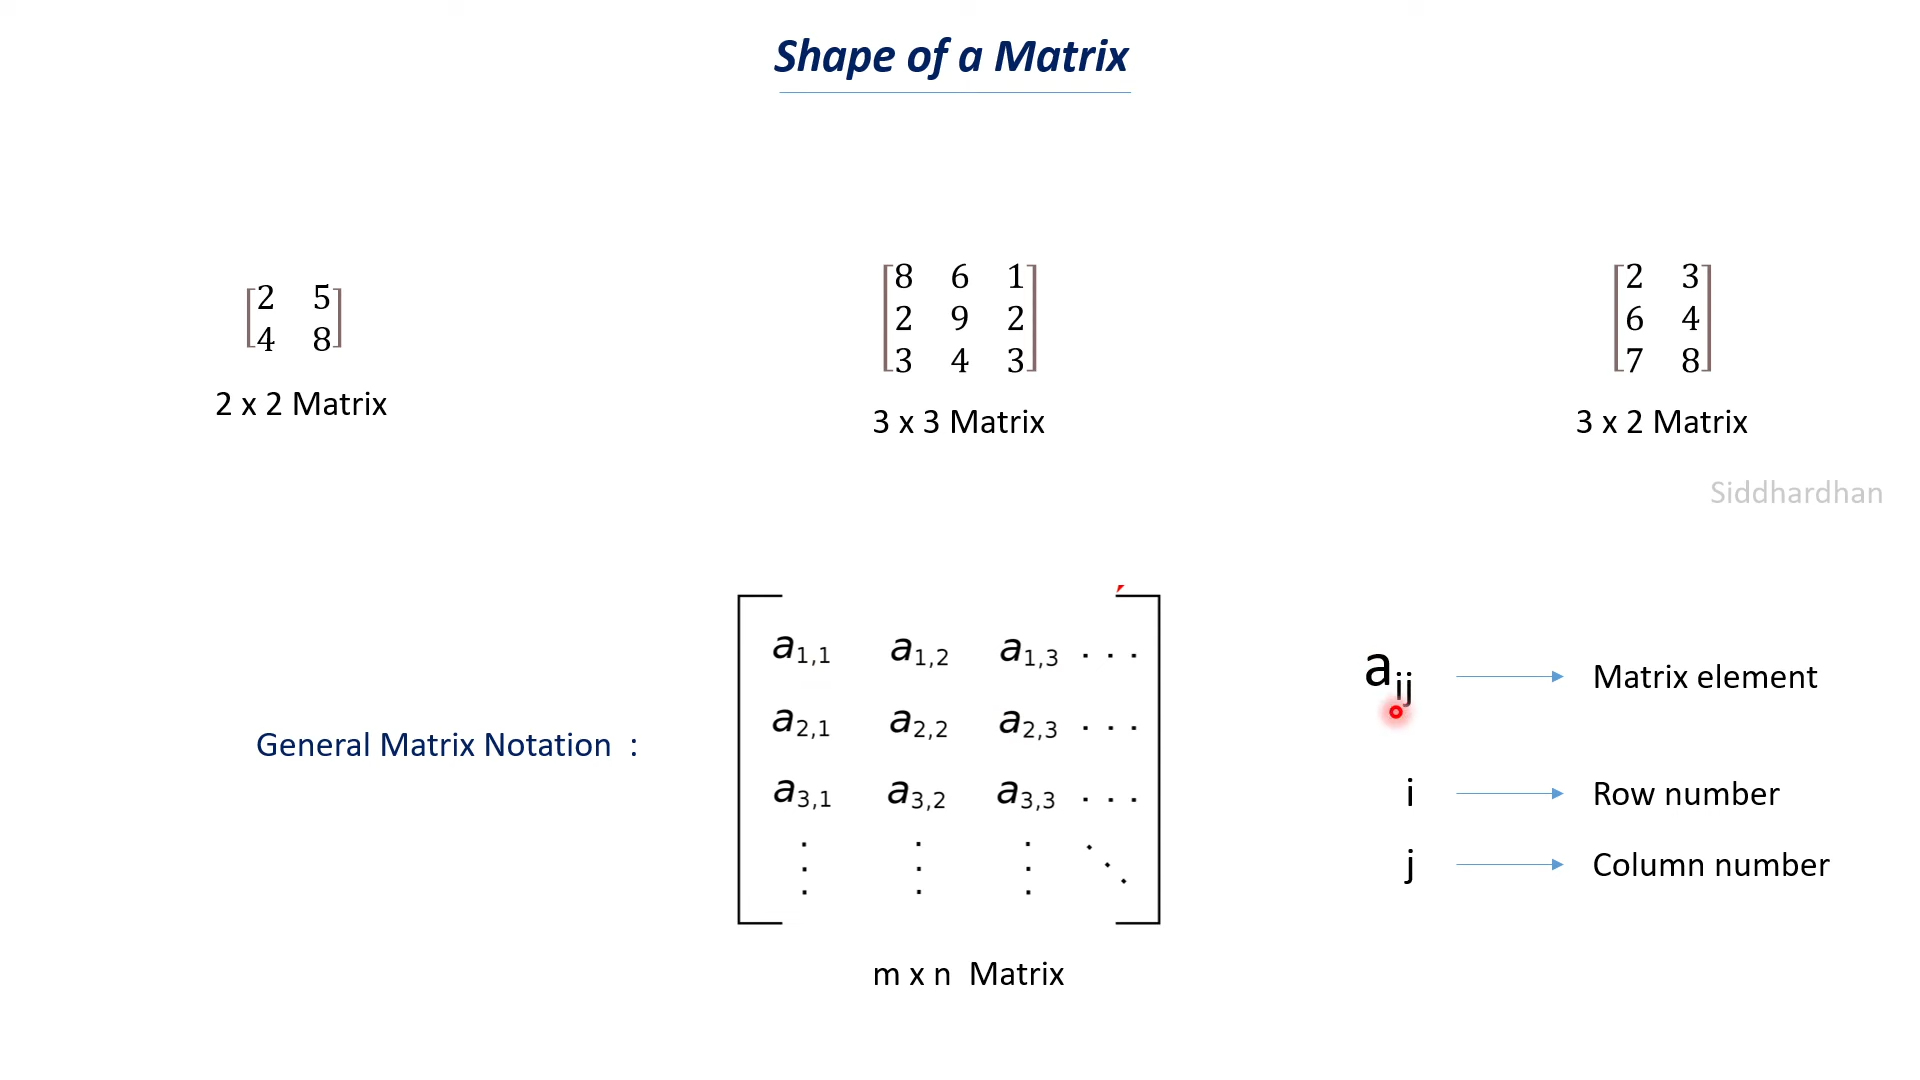 Shape of a Matrix
2 5
4 8
2 x 2 Matrix
8 6 1
2 9 2
3 4 3
3 x 3 Matrix
2 3
6 4
7 8
3 x 2 Matrix
Siddhardhan
General Matrix Notation :
a1,1 a1,2 a1,3 . . .
a2,1 a2,2 a2,3 . . .
a3,1 a3,2 a3,3 . . .
m x n Matrix
aij Matrix element
i Row number
j Column number